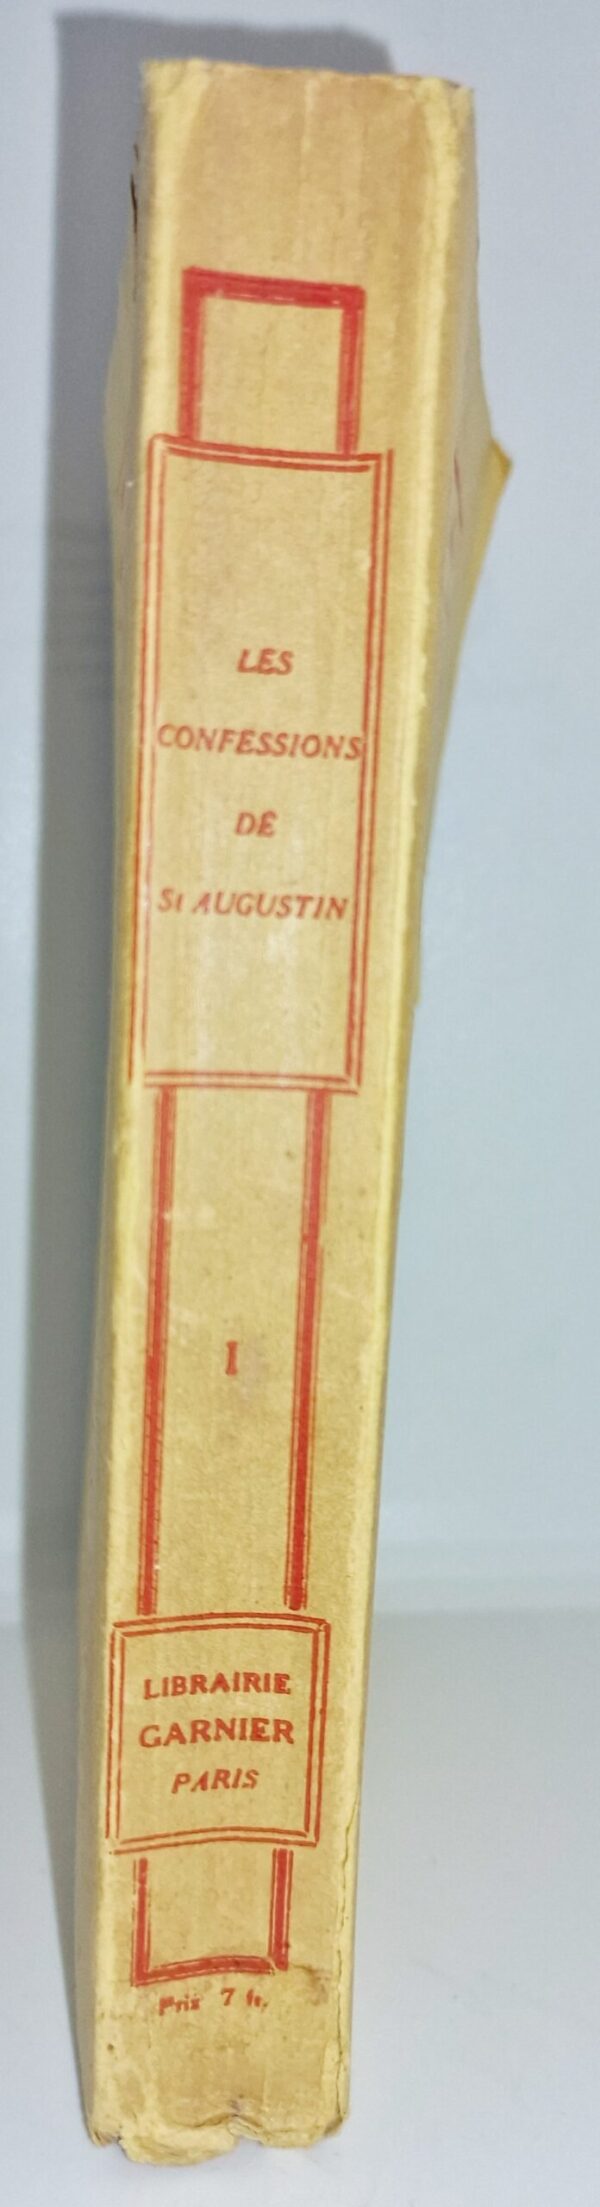 LES
CONFESSIONS
DE
St AUGUSTIN
I
LIBRAIRIE
GARNIER
PARIS
Prix 7 fr.